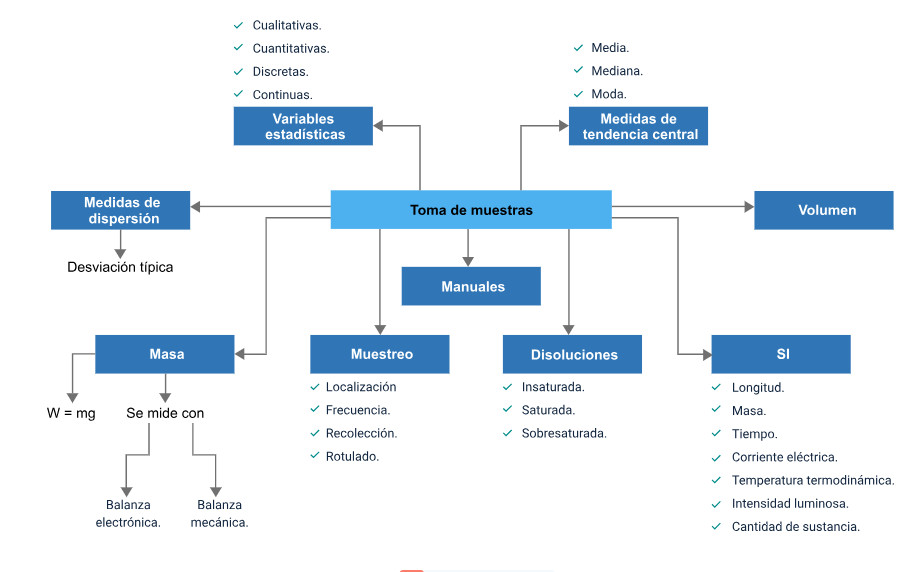 Cualitativas.
Cuantitativas.
Discretas.
Continuas.
Variables
estadísticas
Media.
Mediana.
Moda.
Medidas de
tendencia central
Medidas de
dispersión
Desviación típica
Toma de muestras
Volumen
Manuales
Masa
W = mg
Se mide con
Balanza
electrónica.
Balanza
mecánica.
Muestreo
Localización
Frecuencia.
Recolección.
Rotulado.
Disoluciones
Insaturada.
Saturada.
Sobresaturada.
SI
Longitud.
Masa.
Tiempo.
Corriente eléctrica.
Temperatura termodinámica.
Intensidad luminosa.
Cantidad de sustancia.